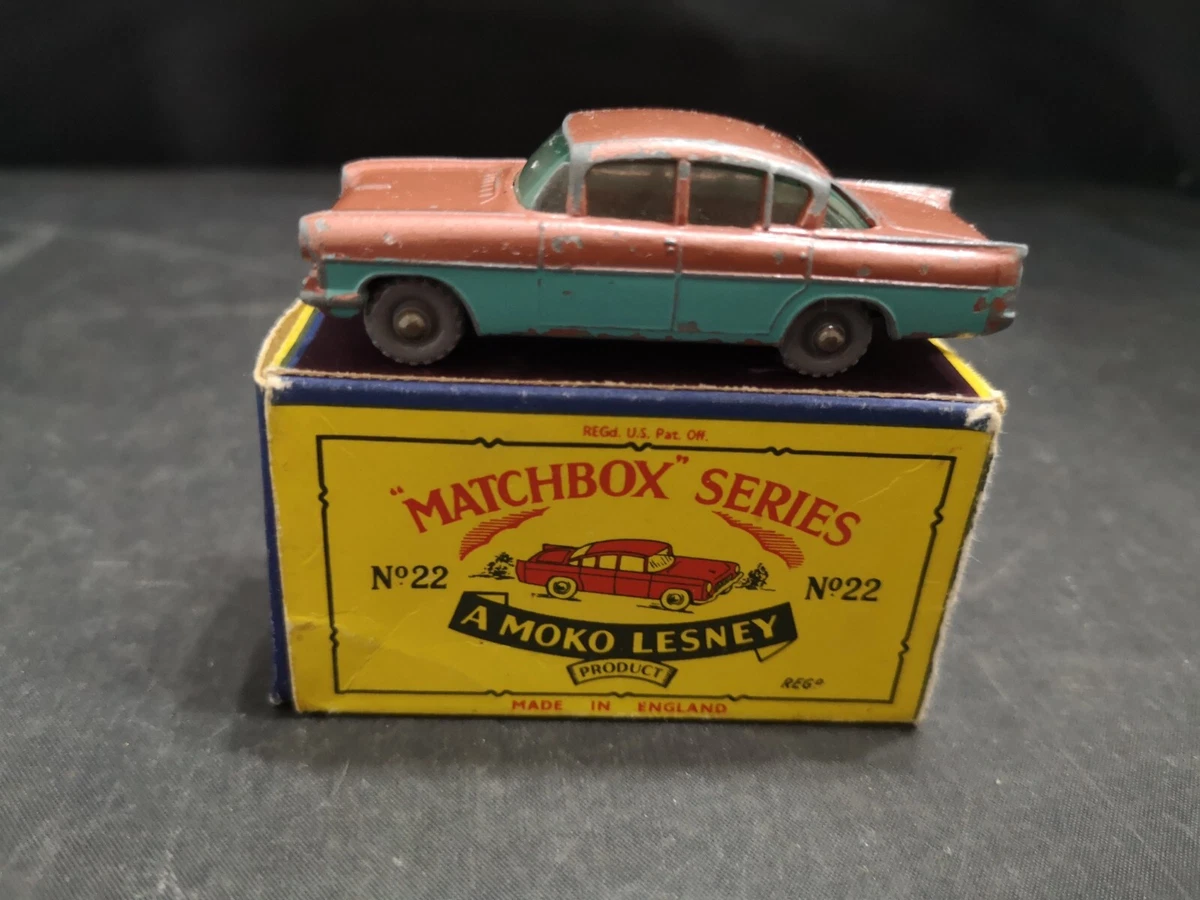 REGd. U.S. Pat. Off.
"MATCHBOX" SERIES
Nº22 Nº22
A MOKO LESNEY
PRODUCT
REGD
MADE IN ENGLAND